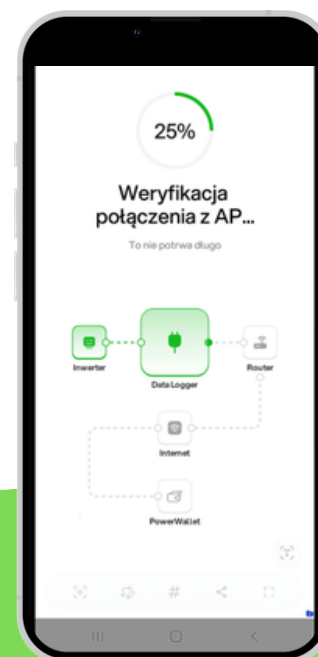 25%
Weryfikacja
połączenia z AP...
To nie potrwa długo
Inwerter
DataLogger
Router
Internet
PowerWallet